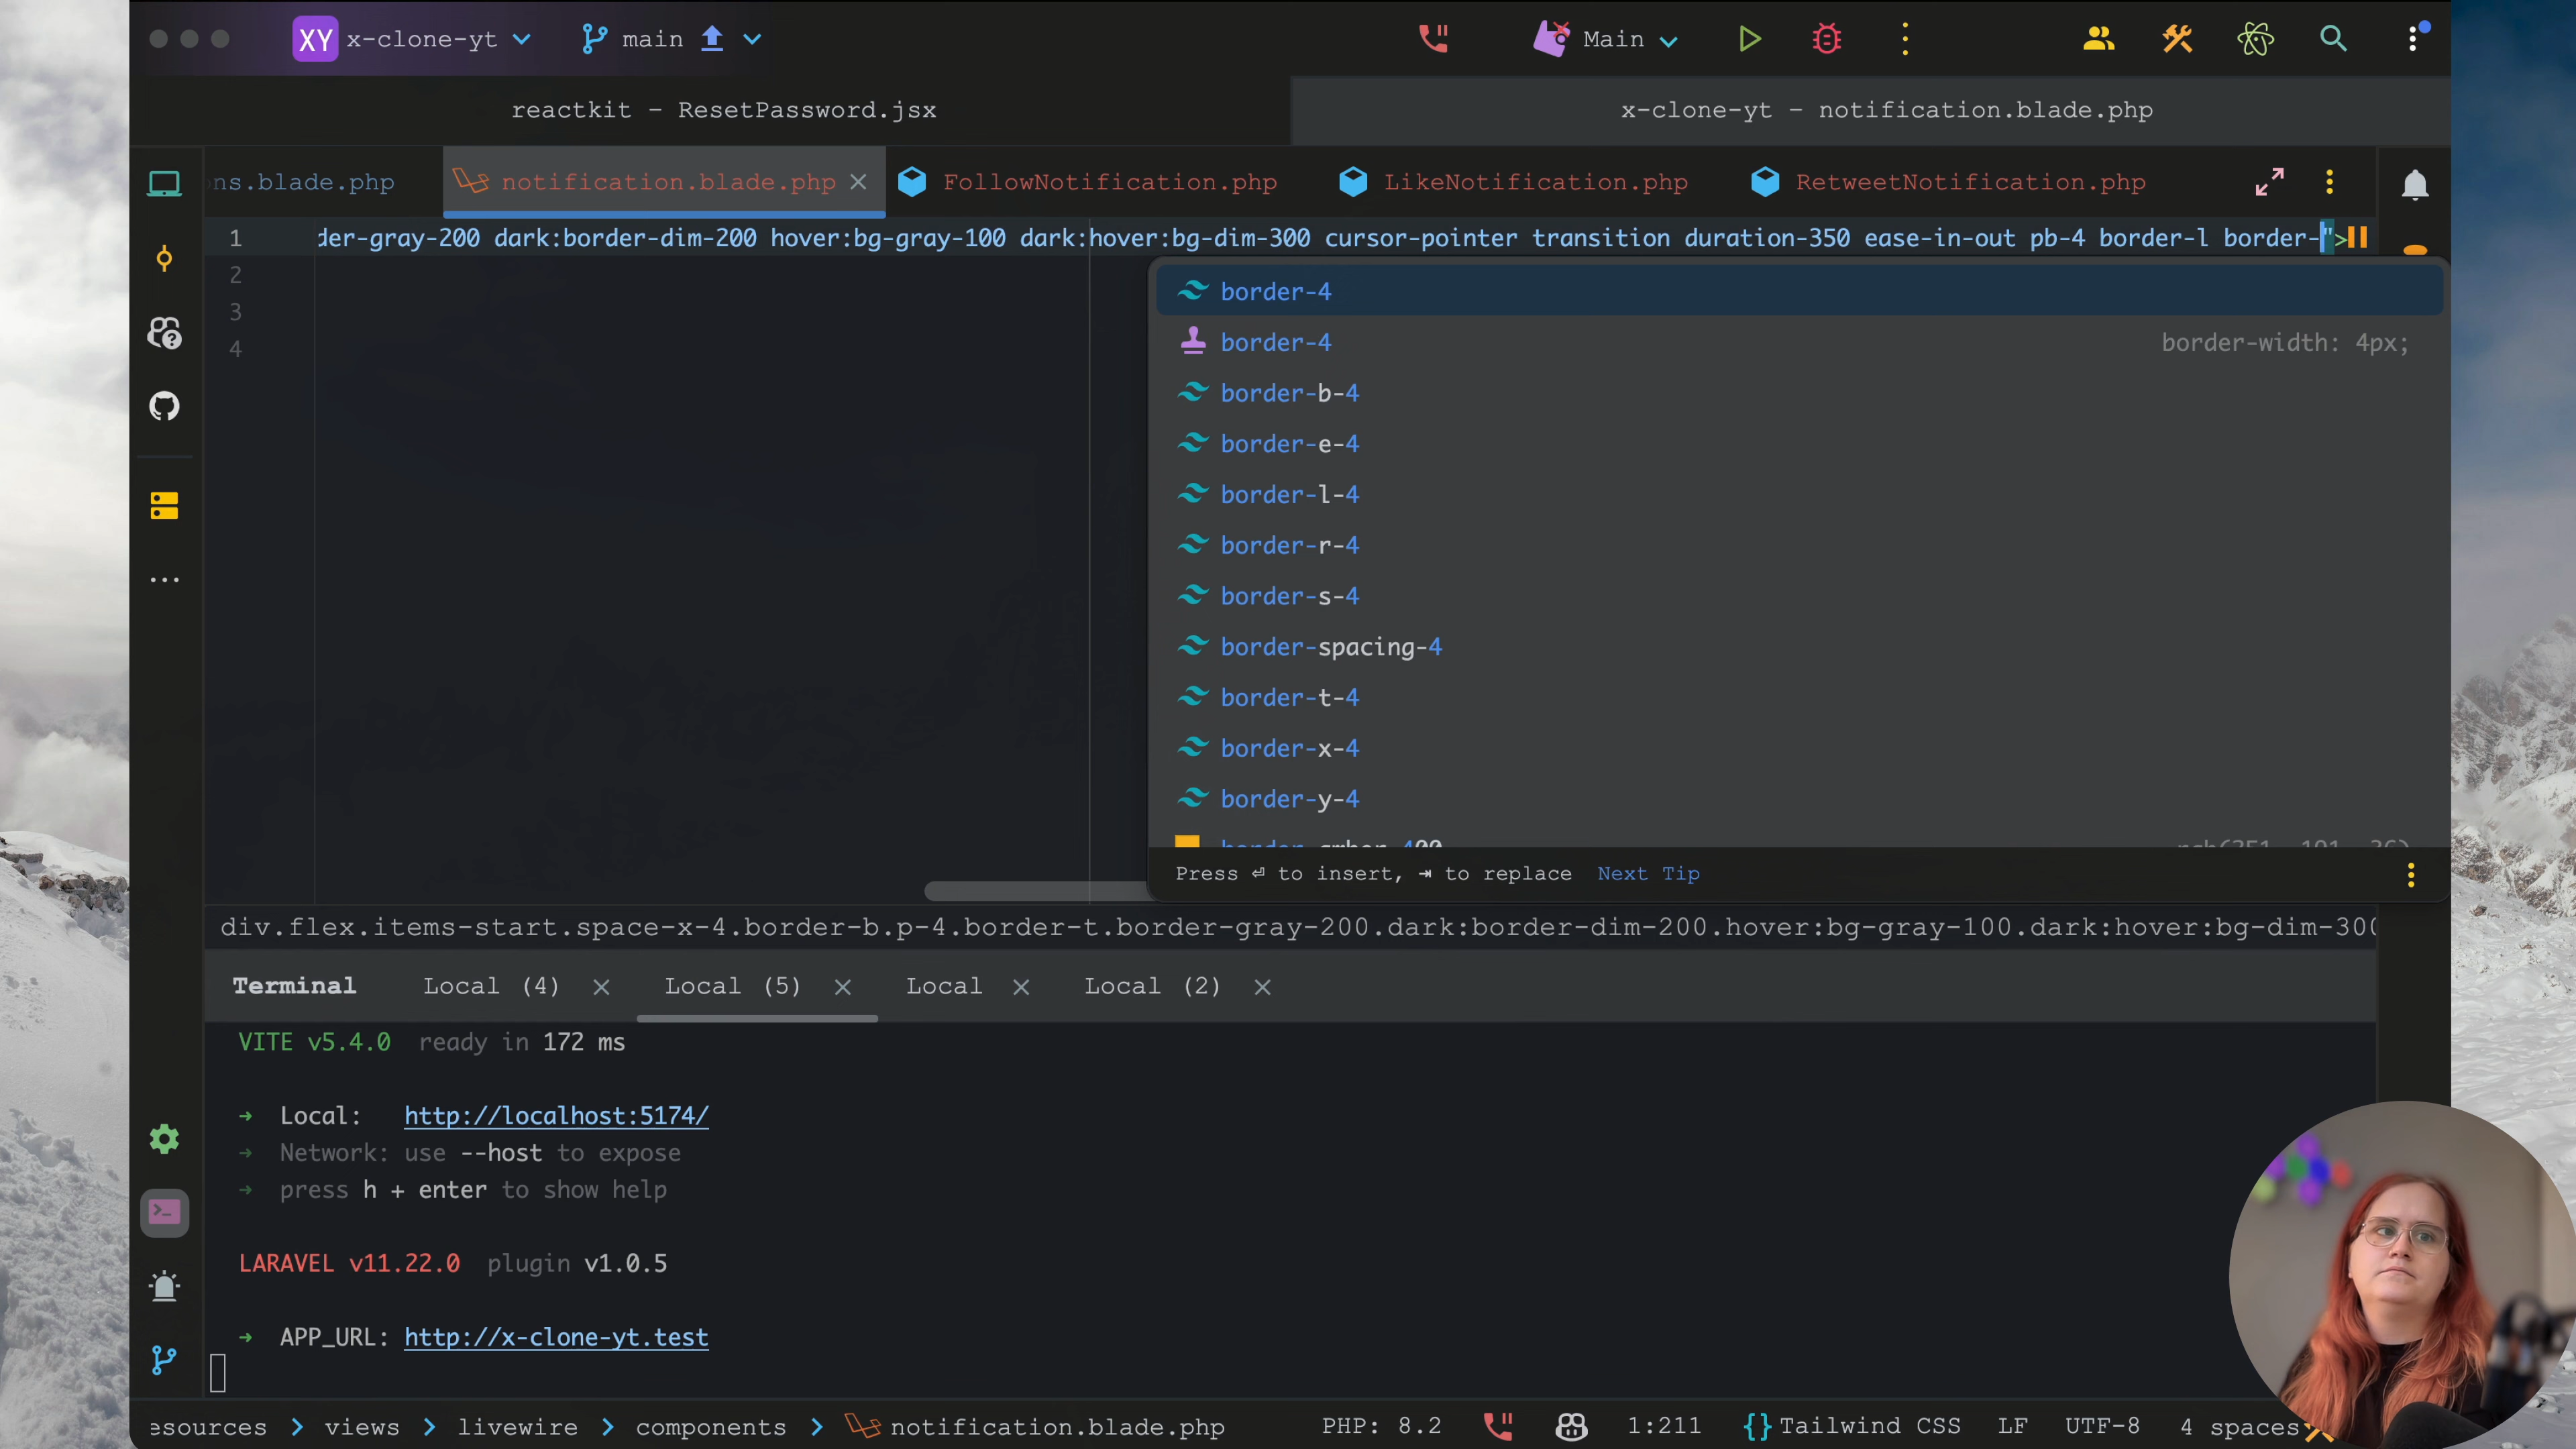 XY x-clone-yt main Main
reactkit – ResetPassword.jsx x-clone-yt – notification.blade.php
ns.blade.php notification.blade.php FollowNotification.php LikeNotification.php RetweetNotification.php
1 der-gray-200 dark:border-dim-200 hover:bg-gray-100 dark:hover:bg-dim-300 cursor-pointer transition duration-350 ease-in-out pb-4 border-l border-">
2
3
4
border-4
border-4 border-width: 4px;
border-b-4
border-e-4
border-l-4
border-r-4
border-s-4
border-spacing-4
border-t-4
border-x-4
border-y-4
border-amber-400
Press ⏎ to insert, ⇥ to replace Next Tip
div.flex.items-start.space-x-4.border-b.p-4.border-t.border-gray-200.dark:border-dim-200.hover:bg-gray-100.dark:hover:bg-dim-300
Terminal Local (4) Local (5) Local Local (2)
VITE v5.4.0 ready in 172 ms
➜ Local: http://localhost:5174/
➜ Network: use --host to expose
➜ press h + enter to show help
LARAVEL v11.22.0 plugin v1.0.5
➜ APP_URL: http://x-clone-yt.test
esources > views > livewire > components > notification.blade.php PHP: 8.2 1:211 {} Tailwind CSS LF UTF-8 4 spaces